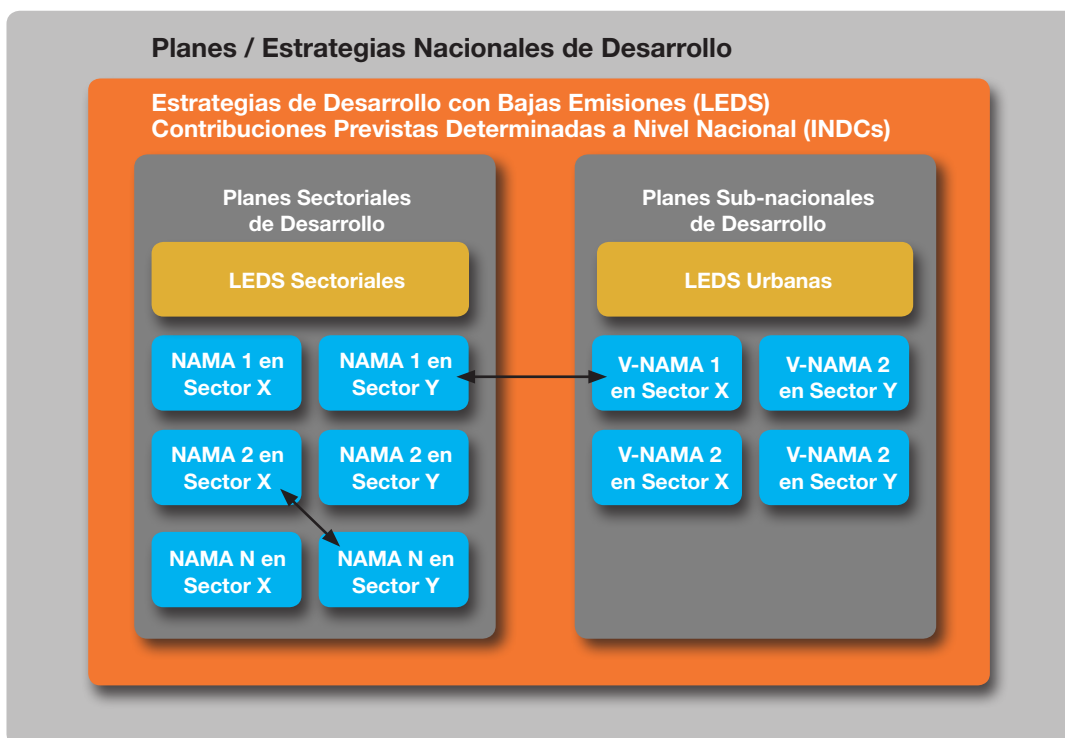 Planes / Estrategias Nacionales de Desarrollo
Estrategias de Desarrollo con Bajas Emisiones (LEDS)
Contribuciones Previstas Determinadas a Nivel Nacional (INDCs)
Planes Sectoriales
de Desarrollo
LEDS Sectoriales
NAMA 1 en
Sector X
NAMA 1 en
Sector Y
NAMA 2 en
Sector X
NAMA 2 en
Sector Y
NAMA N en
Sector X
NAMA N en
Sector Y
Planes Sub-nacionales
de Desarrollo
LEDS Urbanas
V-NAMA 1
en Sector X
V-NAMA 2
en Sector Y
V-NAMA 2
en Sector X
V-NAMA 2
en Sector Y